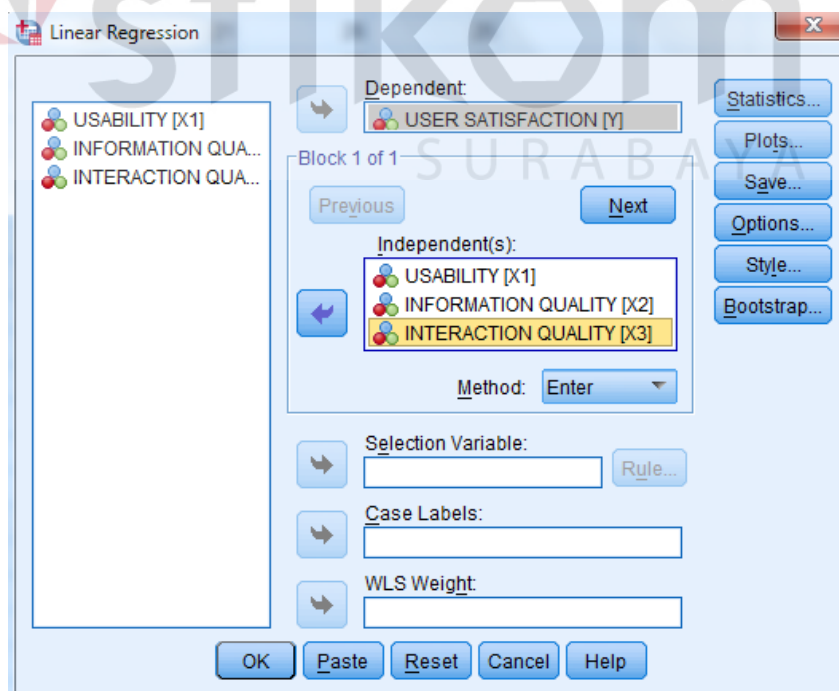 Linear Regression
stikom
SURABAYA
USABILITY [X1]
INFORMATION QUA...
INTERACTION QUA...
Dependent:
USER SATISFACTION [Y]
Block 1 of 1
Previous
Next
Independent(s):
USABILITY [X1]
INFORMATION QUALITY [X2]
INTERACTION QUALITY [X3]
Method:
Enter
Selection Variable:
Rule...
Case Labels:
WLS Weight:
Statistics...
Plots...
Save...
Options...
Style...
Bootstrap...
OK
Paste
Reset
Cancel
Help